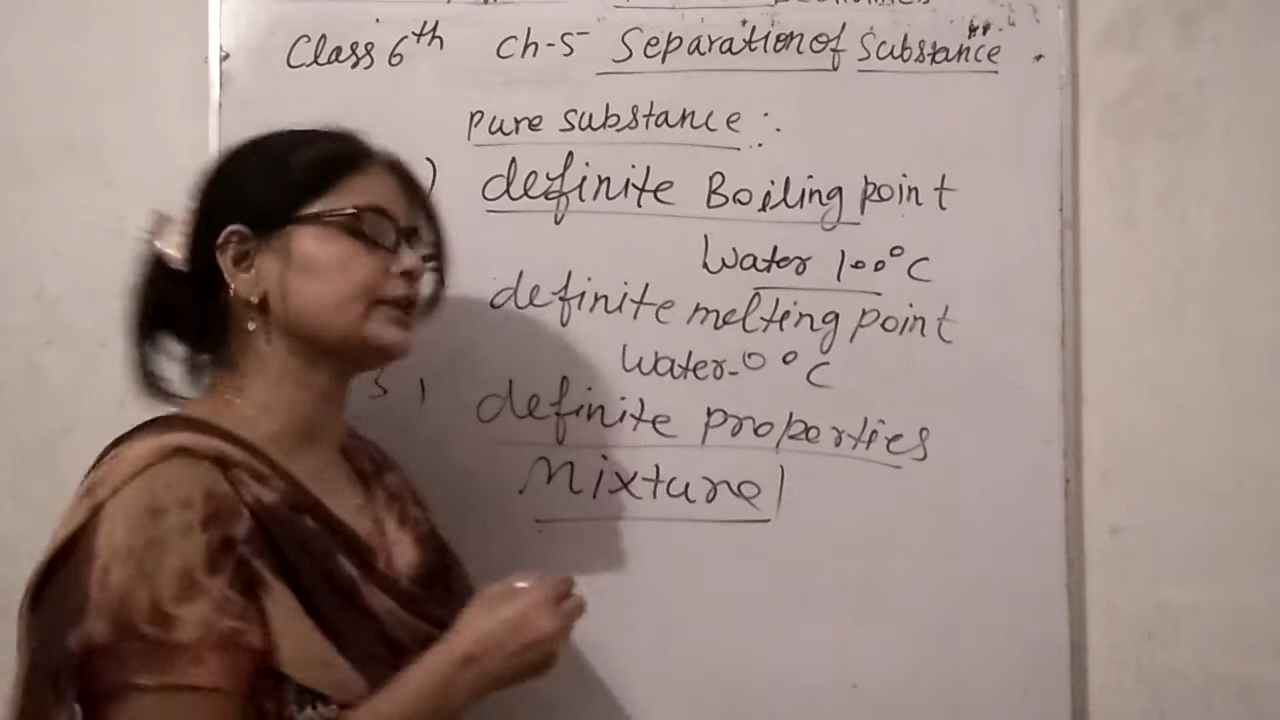 Class 6th Ch-5 Separation of Substance
Pure substance :.
) definite Boiling point
Water 100°C
definite melting point
Water-0°C
3) definite properties
Mixture|